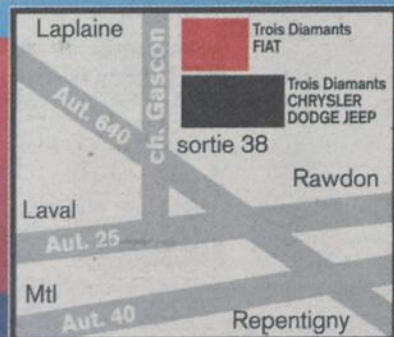 Laplaine
Trois Diamants
FIAT
Trois Diamants
CHRYSLER
DODGE JEEP
Aut. 640
ch. Gascon
sortie 38
Rawdon
Laval
Aut. 25
Mtl
Aut. 40
Repentigny